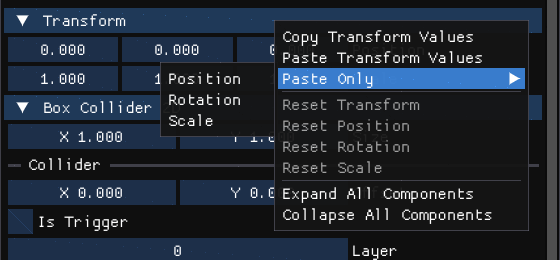 Transform
0.000 0.000
1.000
Box Collider
X 1.000
Collider
X 0.000
Is Trigger
0 Layer
Copy Transform Values
Paste Transform Values
Paste Only
Reset Transform
Reset Position
Reset Rotation
Reset Scale
Expand All Components
Collapse All Components
Position
Rotation
Scale